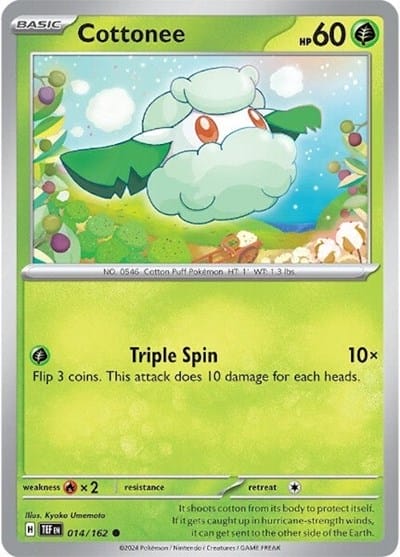 BASIC
Cottonee
HP 60
NO. 0546 Cotton Puff Pokémon HT: 1' WT: 1.3 lbs.
Triple Spin 10×
Flip 3 coins. This attack does 10 damage for each heads.
weakness ×2 resistance retreat
Illus. Kyoko Umemoto
H TEF EN 014/162
It shoots cotton from its body to protect itself.
If it gets caught up in hurricane-strength winds,
it can get sent to the other side of the Earth.
©2024 Pokémon / Nintendo / Creatures / GAME FREAK